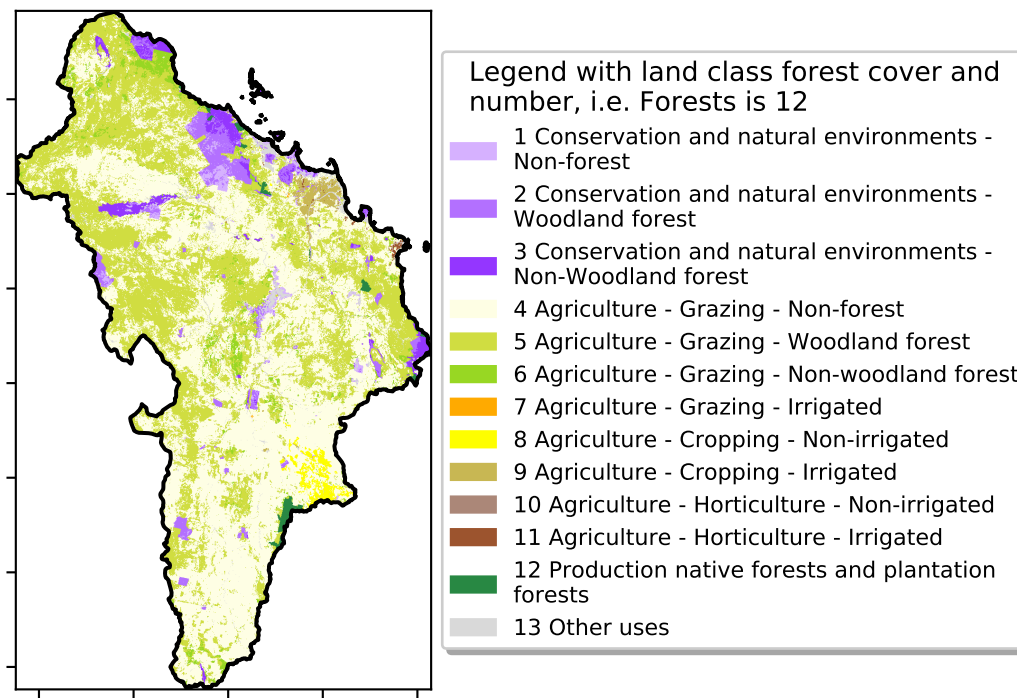 Legend with land class forest cover and
number, i.e. Forests is 12
1 Conservation and natural environments -
Non-forest
2 Conservation and natural environments -
Woodland forest
3 Conservation and natural environments -
Non-Woodland forest
4 Agriculture - Grazing - Non-forest
5 Agriculture - Grazing - Woodland forest
6 Agriculture - Grazing - Non-woodland forest
7 Agriculture - Grazing - Irrigated
8 Agriculture - Cropping - Non-irrigated
9 Agriculture - Cropping - Irrigated
10 Agriculture - Horticulture - Non-irrigated
11 Agriculture - Horticulture - Irrigated
12 Production native forests and plantation
forests
13 Other uses